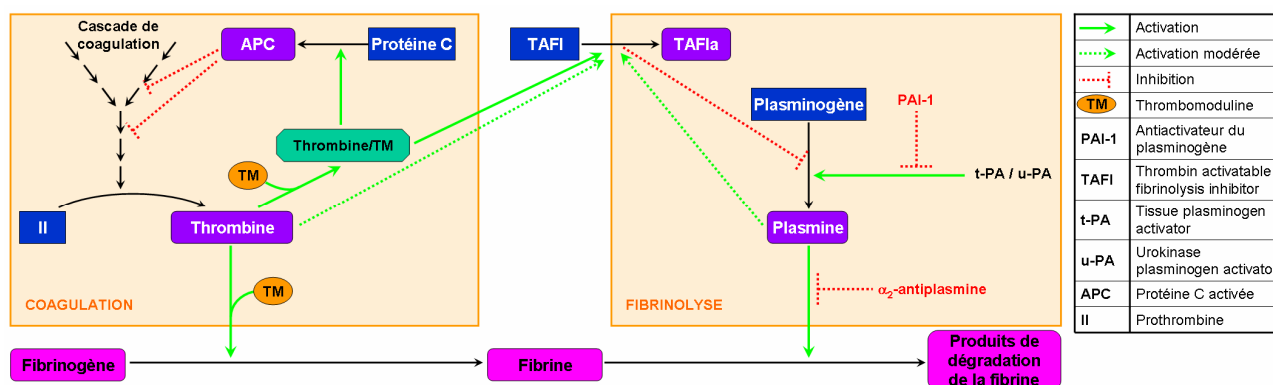 Cascade de
coagulation
APC
Protéine C
TAFI
TAFIa
Plasminogène
PAI-1
Thrombine/TM
TM
t-PA / u-PA
II
Thrombine
Plasmine
TM
α2-antiplasmine
COAGULATION
FIBRINOLYSE
Fibrinogène
Fibrine
Produits de
dégradation
de la fibrine
Activation
Activation modérée
Inhibition
TM Thrombomoduline
PAI-1 Antiactivateur du
plasminogène
TAFI Thrombin activatable
fibrinolysis inhibitor
t-PA Tissue plasminogen
activator
u-PA Urokinase
plasminogen activato
APC Protéine C activée
II Prothrombine